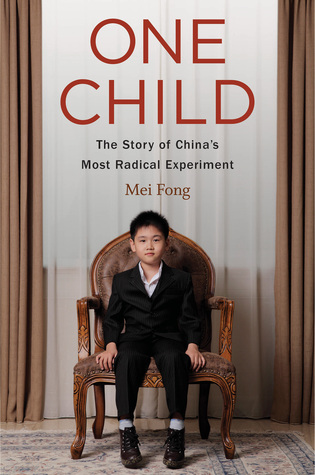 ONE
CHILD
The Story of China's
Most Radical Experiment
Mei Fong